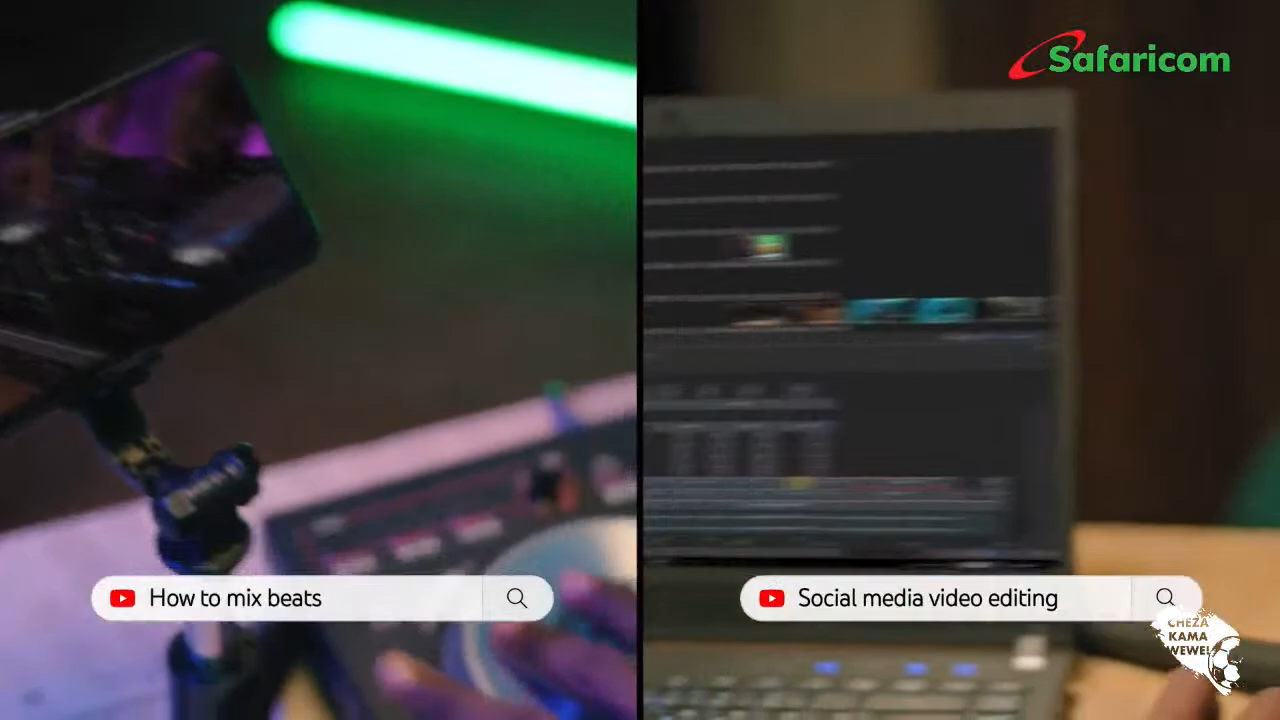 Safaricom
How to mix beats
Social media video editing
CHEZA
KAMA
WEWE!